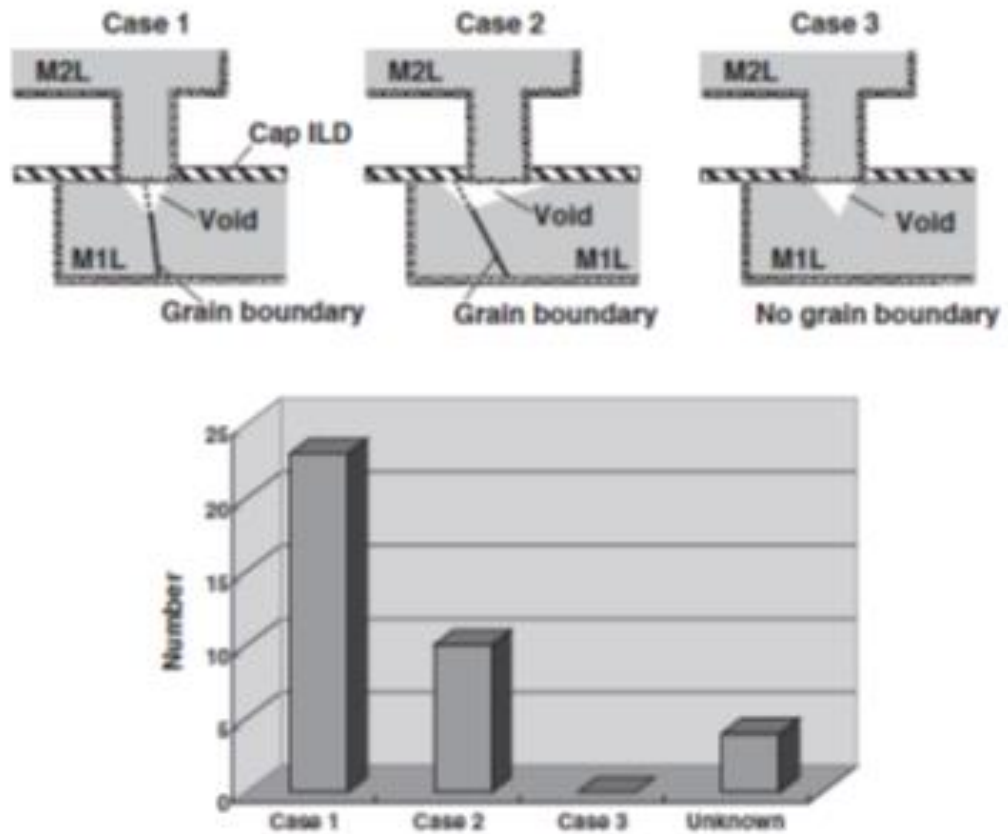 Case 1 Case 2 Case 3
M2L M2L M2L
Cap ILD
Void Void Void
M1L M1L M1L
Grain boundary Grain boundary No grain boundary
25
20
15
10
5
0
Number
Case 1 Case 2 Case 3 Unknown